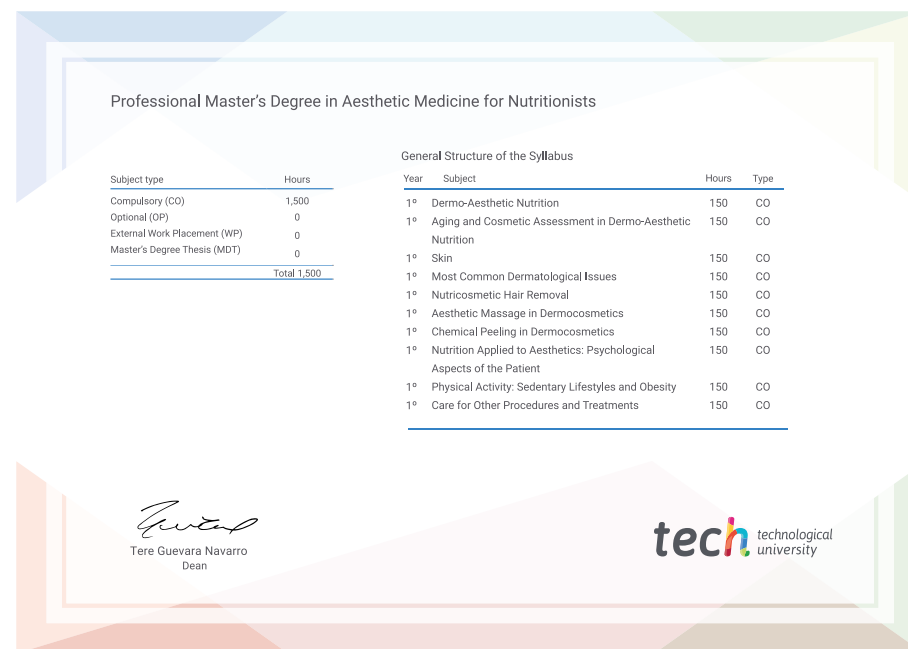 Professional Master's Degree in Aesthetic Medicine for Nutritionists
Subject type Hours
Compulsory (CO) 1,500
Optional (OP) 0
External Work Placement (WP) 0
Master's Degree Thesis (MDT) 0
Total 1,500
General Structure of the Syllabus
Year Subject Hours Type
1º Dermo-Aesthetic Nutrition 150 CO
1º Aging and Cosmetic Assessment in Dermo-Aesthetic 150 CO
Nutrition
1º Skin 150 CO
1º Most Common Dermatological Issues 150 CO
1º Nutricosmetic Hair Removal 150 CO
1º Aesthetic Massage in Dermocosmetics 150 CO
1º Chemical Peeling in Dermocosmetics 150 CO
1º Nutrition Applied to Aesthetics: Psychological 150 CO
Aspects of the Patient
1º Physical Activity: Sedentary Lifestyles and Obesity 150 CO
1º Care for Other Procedures and Treatments 150 CO
Tere Guevara Navarro
Dean
tech technological
university